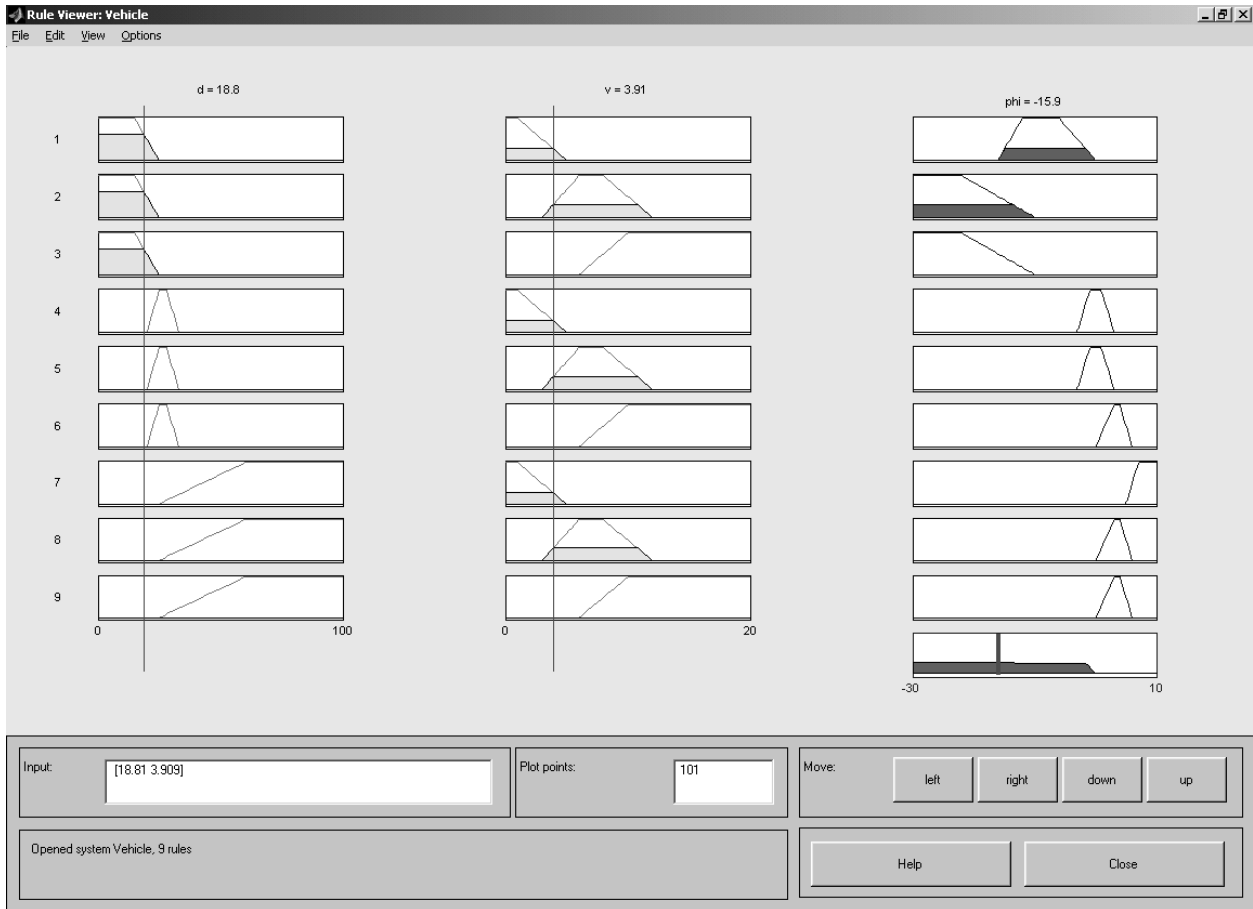 Rule Viewer: Vehicle
File Edit View Options
d = 18.8 v = 3.91 phi = -15.9
1
2
3
4
5
6
7
8
9
0 100 0 20
-30 10
Input: [18.81 3.909] Plot points: 101 Move: left right down up
Opened system Vehicle, 9 rules
Help Close